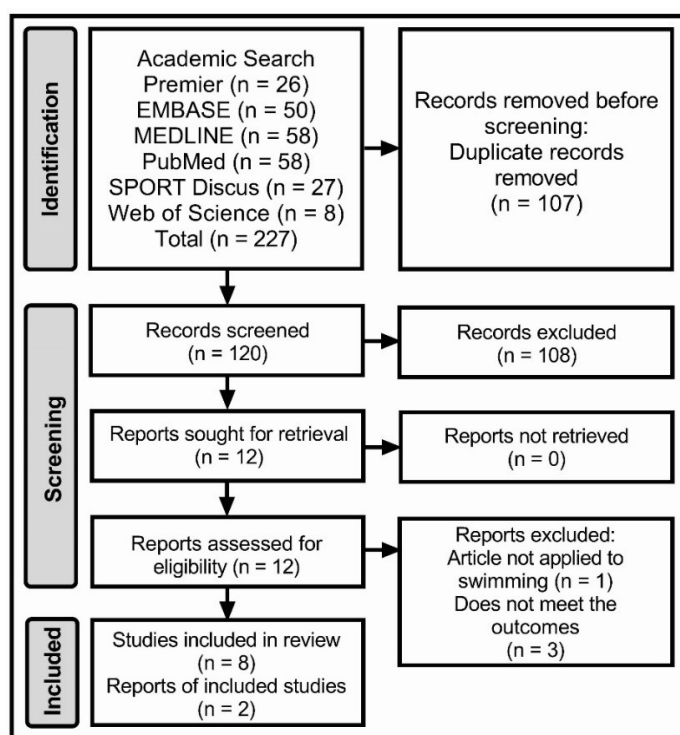 Identification
Academic Search
Premier (n = 26)
EMBASE (n = 50)
MEDLINE (n = 58)
PubMed (n = 58)
SPORT Discus (n = 27)
Web of Science (n = 8)
Total (n = 227)
Records removed before
screening:
Duplicate records
removed
(n = 107)
Screening
Records screened
(n = 120)
Records excluded
(n = 108)
Reports sought for retrieval
(n = 12)
Reports not retrieved
(n = 0)
Reports assessed for
eligibility (n = 12)
Reports excluded:
Article not applied to
swimming (n = 1)
Does not meet the
outcomes
(n = 3)
Included
Studies included in review
(n = 8)
Reports of included studies
(n = 2)